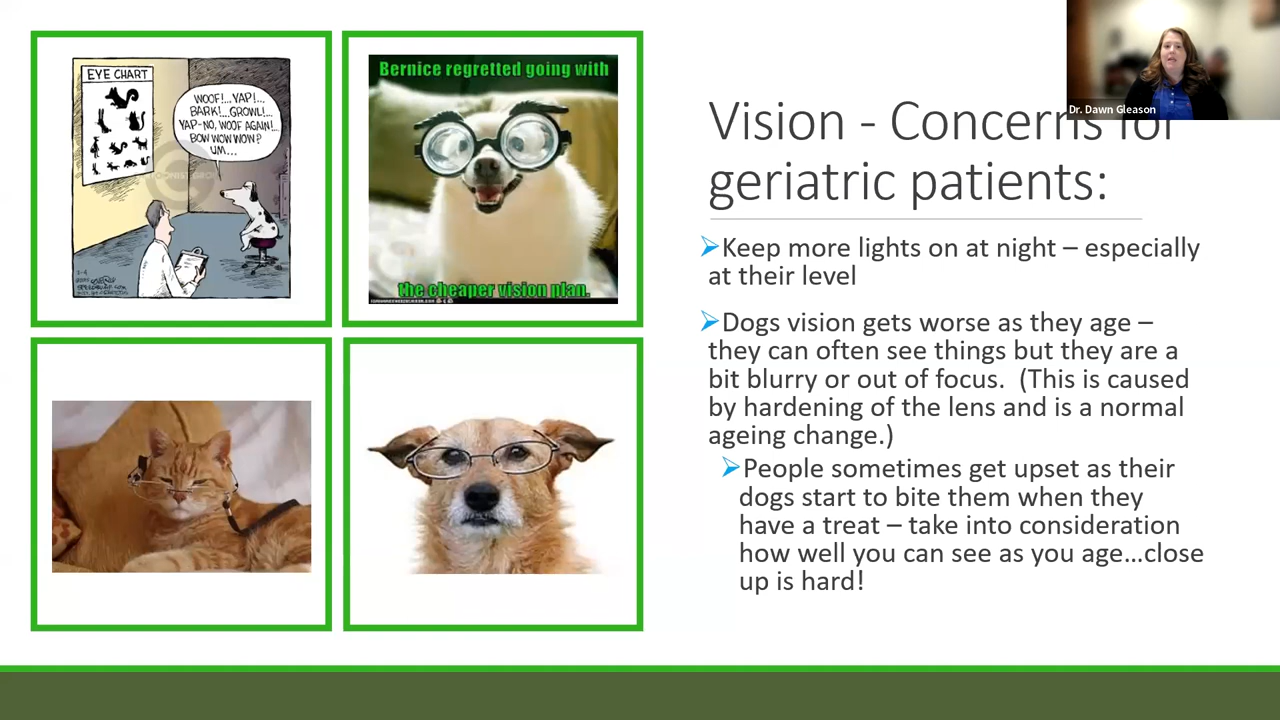 EYE CHART
WOOF!...YAP!...
BARK!...GROWL!...
YAP-NO, WOOF AGAIN!..
BOW WOW WOW?
UM...
Bernice regretted going with
the cheaper vision plan.
Dr. Dawn Gleason
Vision - Concerns for
geriatric patients:
Keep more lights on at night – especially
at their level
Dogs vision gets worse as they age –
they can often see things but they are a
bit blurry or out of focus.  (This is caused
by hardening of the lens and is a normal
ageing change.)
People sometimes get upset as their
dogs start to bite them when they
have a treat – take into consideration
how well you can see as you age...close
up is hard!